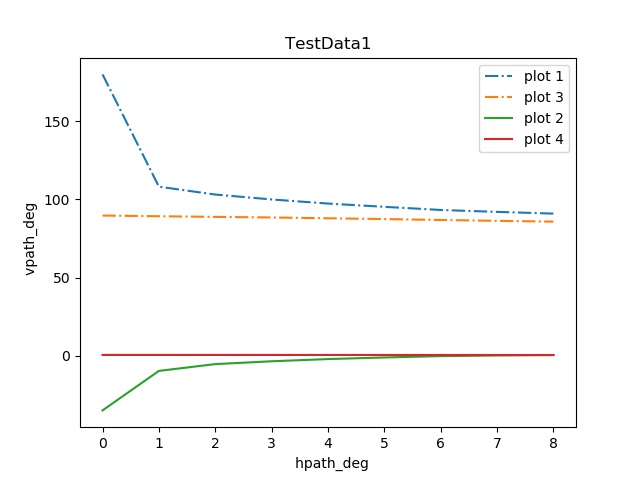 TestData1
plot 1
plot 3
plot 2
plot 4
150
100
50
0
vpath_deg
0 1 2 3 4 5 6 7 8
hpath_deg